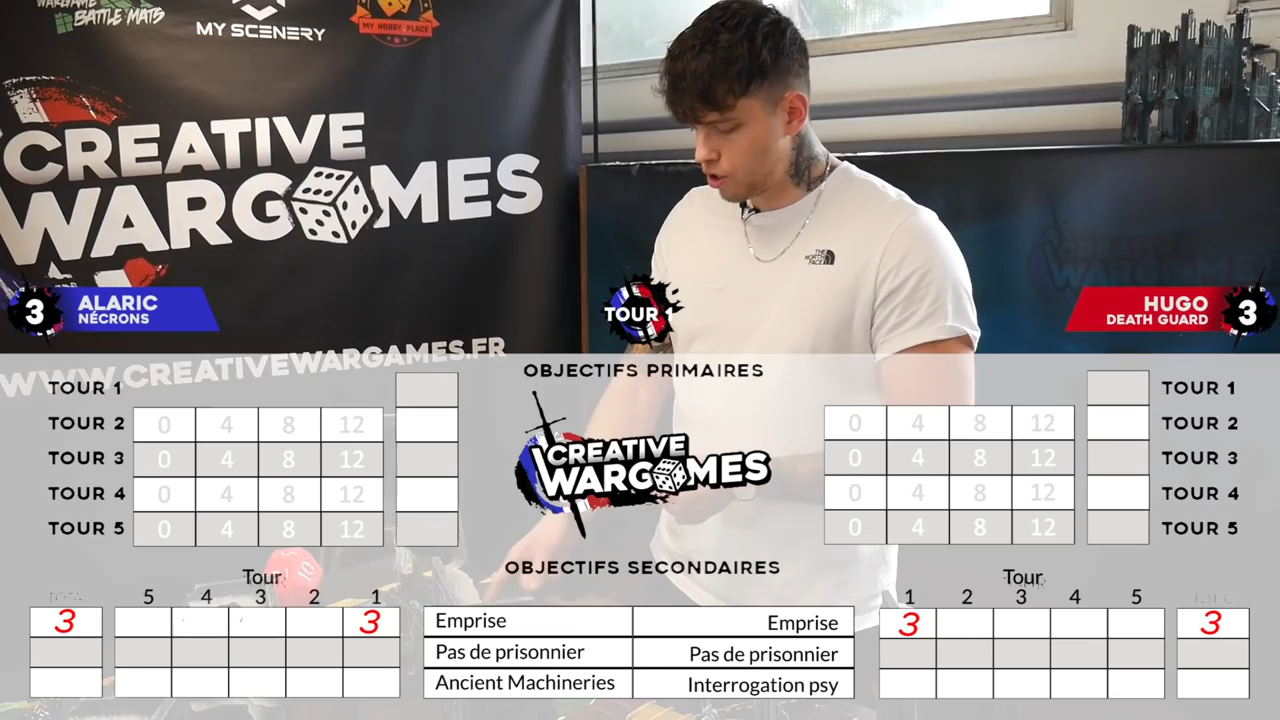 WARGAME
BATTLE MATS
MY SCENERY
MY HOBBY PLACE
CREATIVE
WARGAMES
WWW.CREATIVEWARGAMES.FR
THE
NORTH
FACE
3
ALARIC
NÉCRONS
TOUR 1
HUGO
DEATH GUARD
3
OBJECTIFS PRIMAIRES
TOUR 1
TOUR 2 0 4 8 12
TOUR 3 0 4 8 12
TOUR 4 0 4 8 12
TOUR 5 0 4 8 12
CREATIVE
WARGAMES
TOUR 1
0 4 8 12 TOUR 2
0 4 8 12 TOUR 3
0 4 8 12 TOUR 4
0 4 8 12 TOUR 5
10
OBJECTIFS SECONDAIRES
Tour
5 4 3 2 1
3 3
Emprise Emprise
Pas de prisonnier Pas de prisonnier
Ancient Machineries Interrogation psy
Tour
1 2 3 4 5
3 3